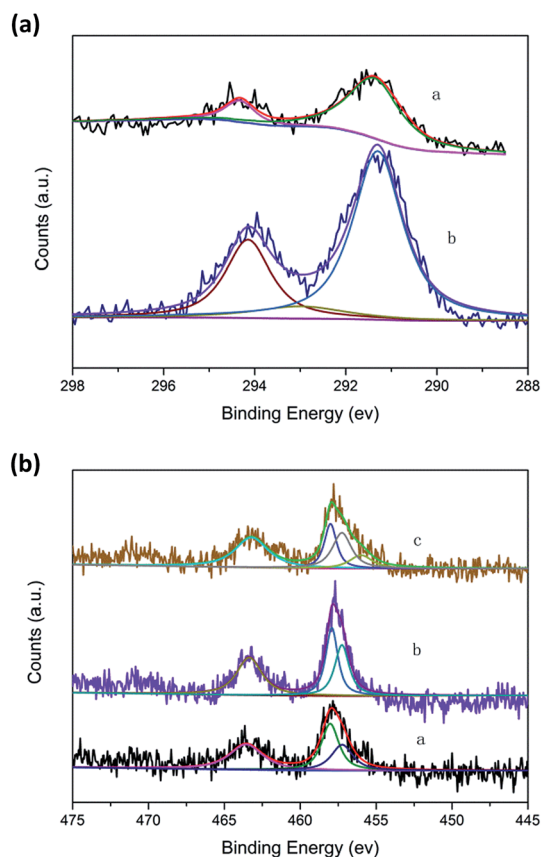 (a)
a
b
Counts (a.u.)
298 296 294 292 290 288
Binding Energy (ev)
(b)
c
b
a
Counts (a.u.)
475 470 465 460 455 450 445
Binding Energy (ev)